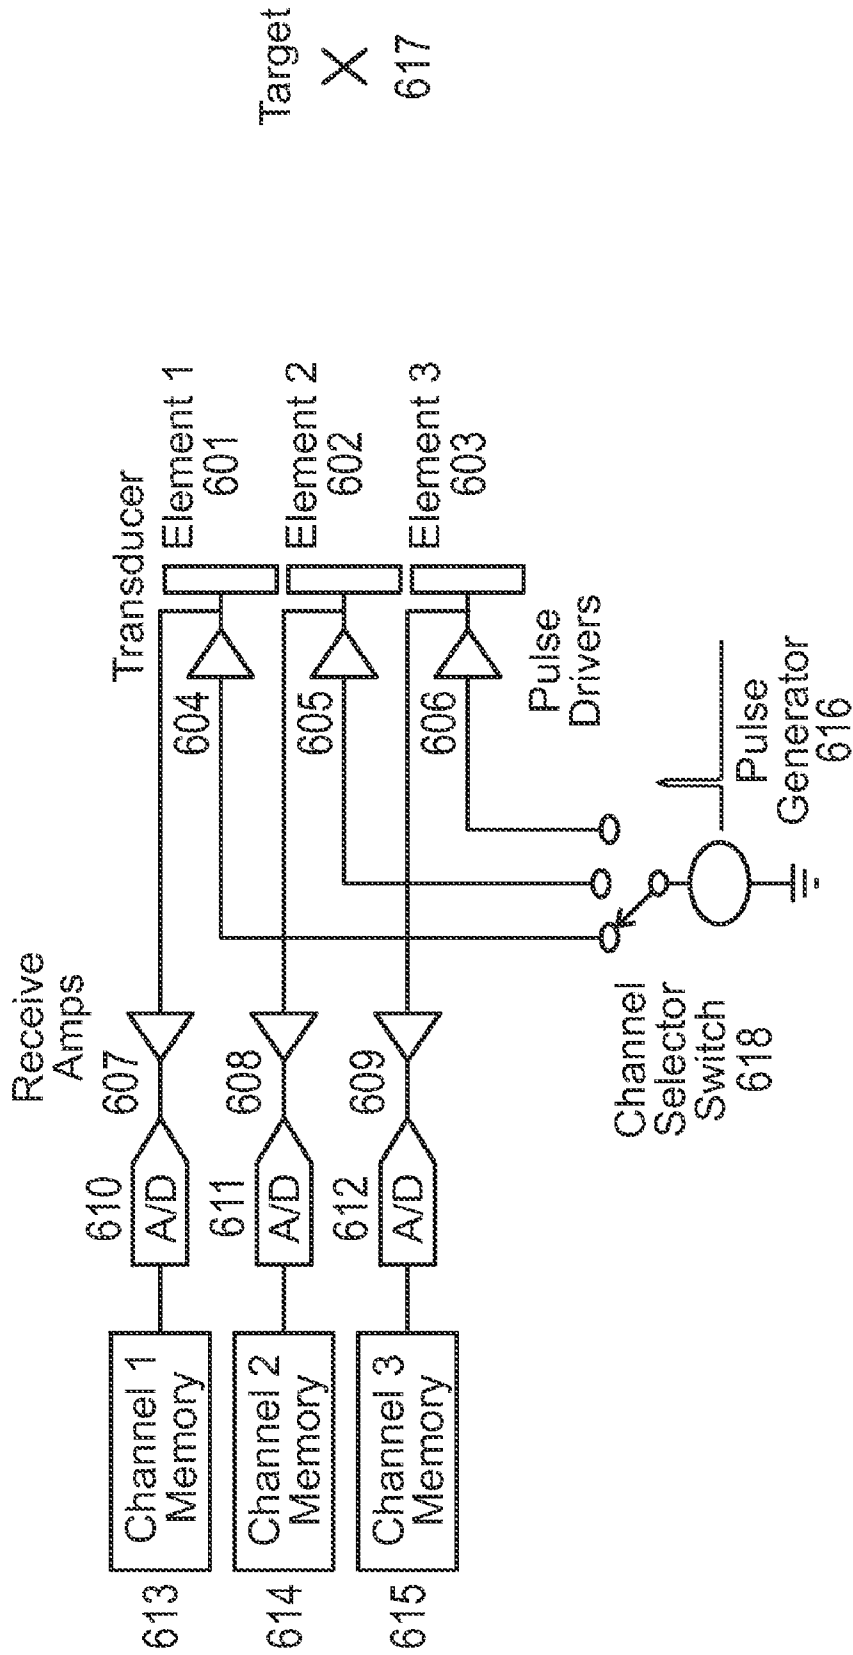 Receive
Amps
Transducer
Target
617
613
Channel 1
Memory
610
A/D
607
604
Element 1
601
614
Channel 2
Memory
611
A/D
608
605
Element 2
602
615
Channel 3
Memory
612
A/D
609
606
Element 3
603
Pulse
Drivers
Channel
Selector
Switch
618
Pulse
Generator
616